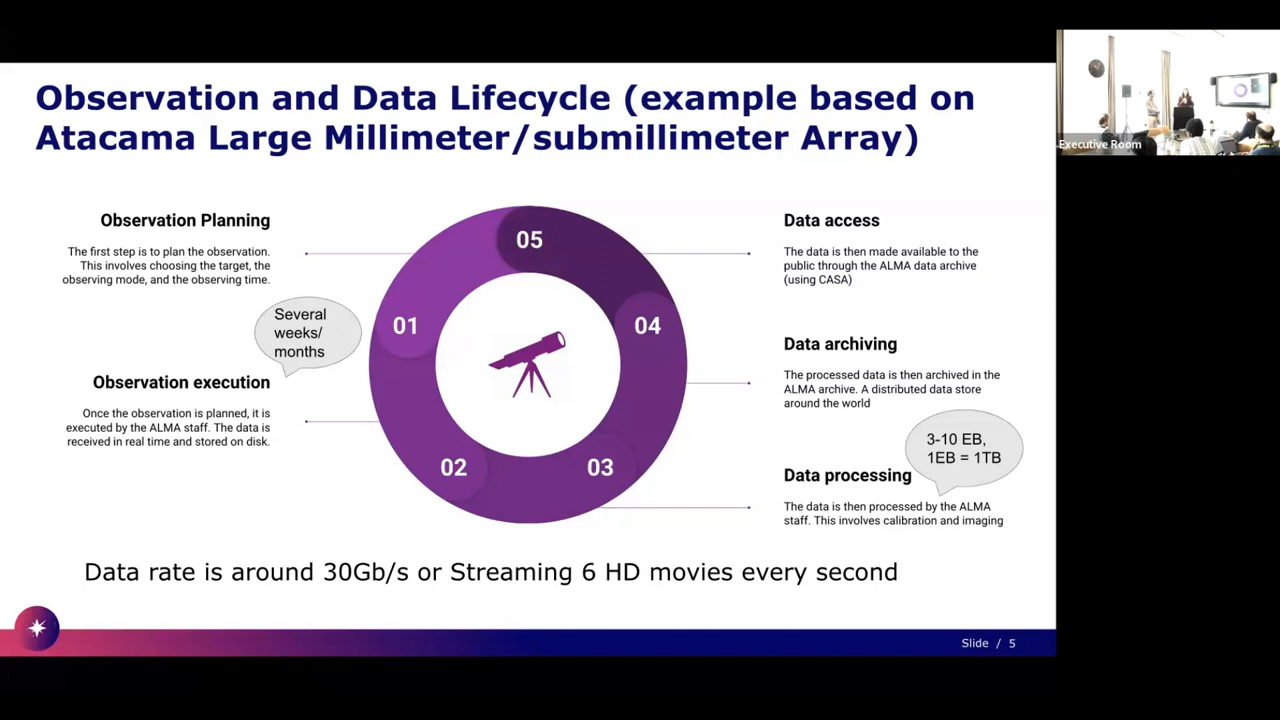 Observation and Data Lifecycle (example based on
Atacama Large Millimeter/submillimeter Array)
Executive Room
Observation Planning
The first step is to plan the observation.
This involves choosing the target, the
observing mode, and the observing time.
Several
weeks/
months
Observation execution
Once the observation is planned, it is
executed by the ALMA staff. The data is
received in real time and stored on disk.
05
01
04
02
03
Data access
The data is then made available to the
public through the ALMA data archive
(using CASA)
Data archiving
The processed data is then archived in the
ALMA archive. A distributed data store
around the world
3-10 EB,
1EB = 1TB
Data processing
The data is then processed by the ALMA
staff. This involves calibration and imaging
Data rate is around 30Gb/s or Streaming 6 HD movies every second
Slide / 5